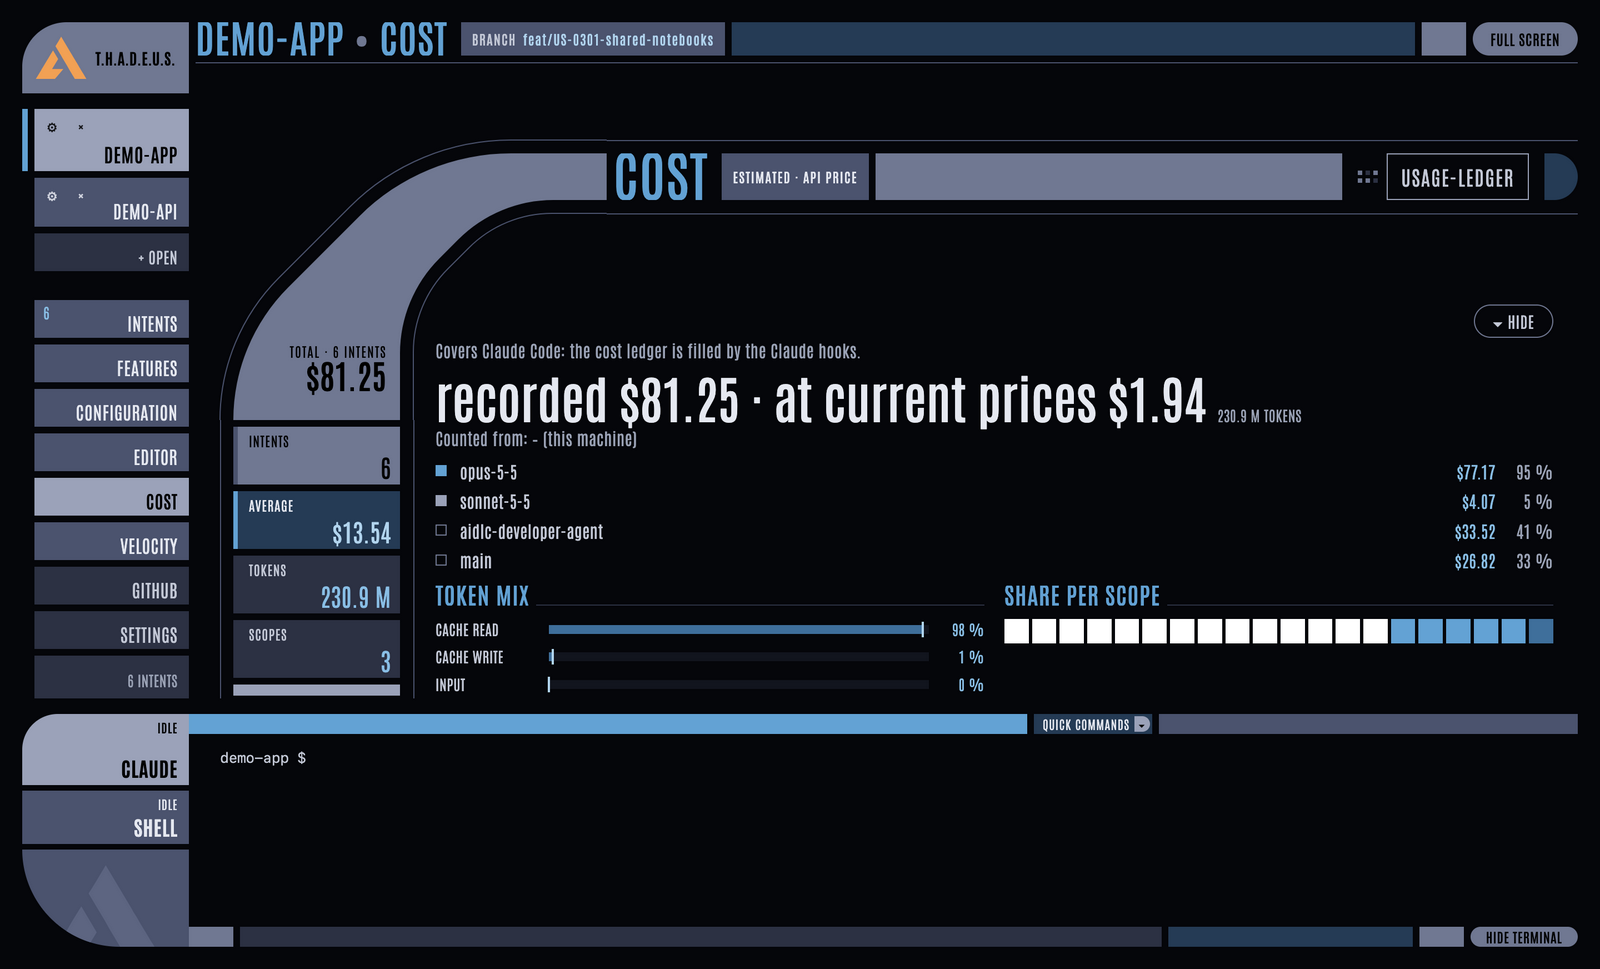 T.H.A.D.E.U.S.
DEMO-APP • COST
BRANCH feat/US-0301-shared-notebooks
FULL SCREEN
DEMO-APP
DEMO-API
+ OPEN
6
INTENTS
FEATURES
CONFIGURATION
EDITOR
COST
VELOCITY
GITHUB
SETTINGS
6 INTENTS
COST
ESTIMATED · API PRICE
USAGE-LEDGER
TOTAL · 6 INTENTS
$81.25
INTENTS
6
AVERAGE
$13.54
TOKENS
230.9 M
SCOPES
3
HIDE
Covers Claude Code: the cost ledger is filled by the Claude hooks.
recorded $81.25 · at current prices $1.94 230.9 M TOKENS
Counted from: - (this machine)
opus-5-5 $77.17 95 %
sonnet-5-5 $4.07 5 %
aidlc-developer-agent $33.52 41 %
main $26.82 33 %
TOKEN MIX
CACHE READ 98 %
CACHE WRITE 1 %
INPUT 0 %
SHARE PER SCOPE
IDLE
CLAUDE
IDLE
SHELL
QUICK COMMANDS
demo-app $
HIDE TERMINAL